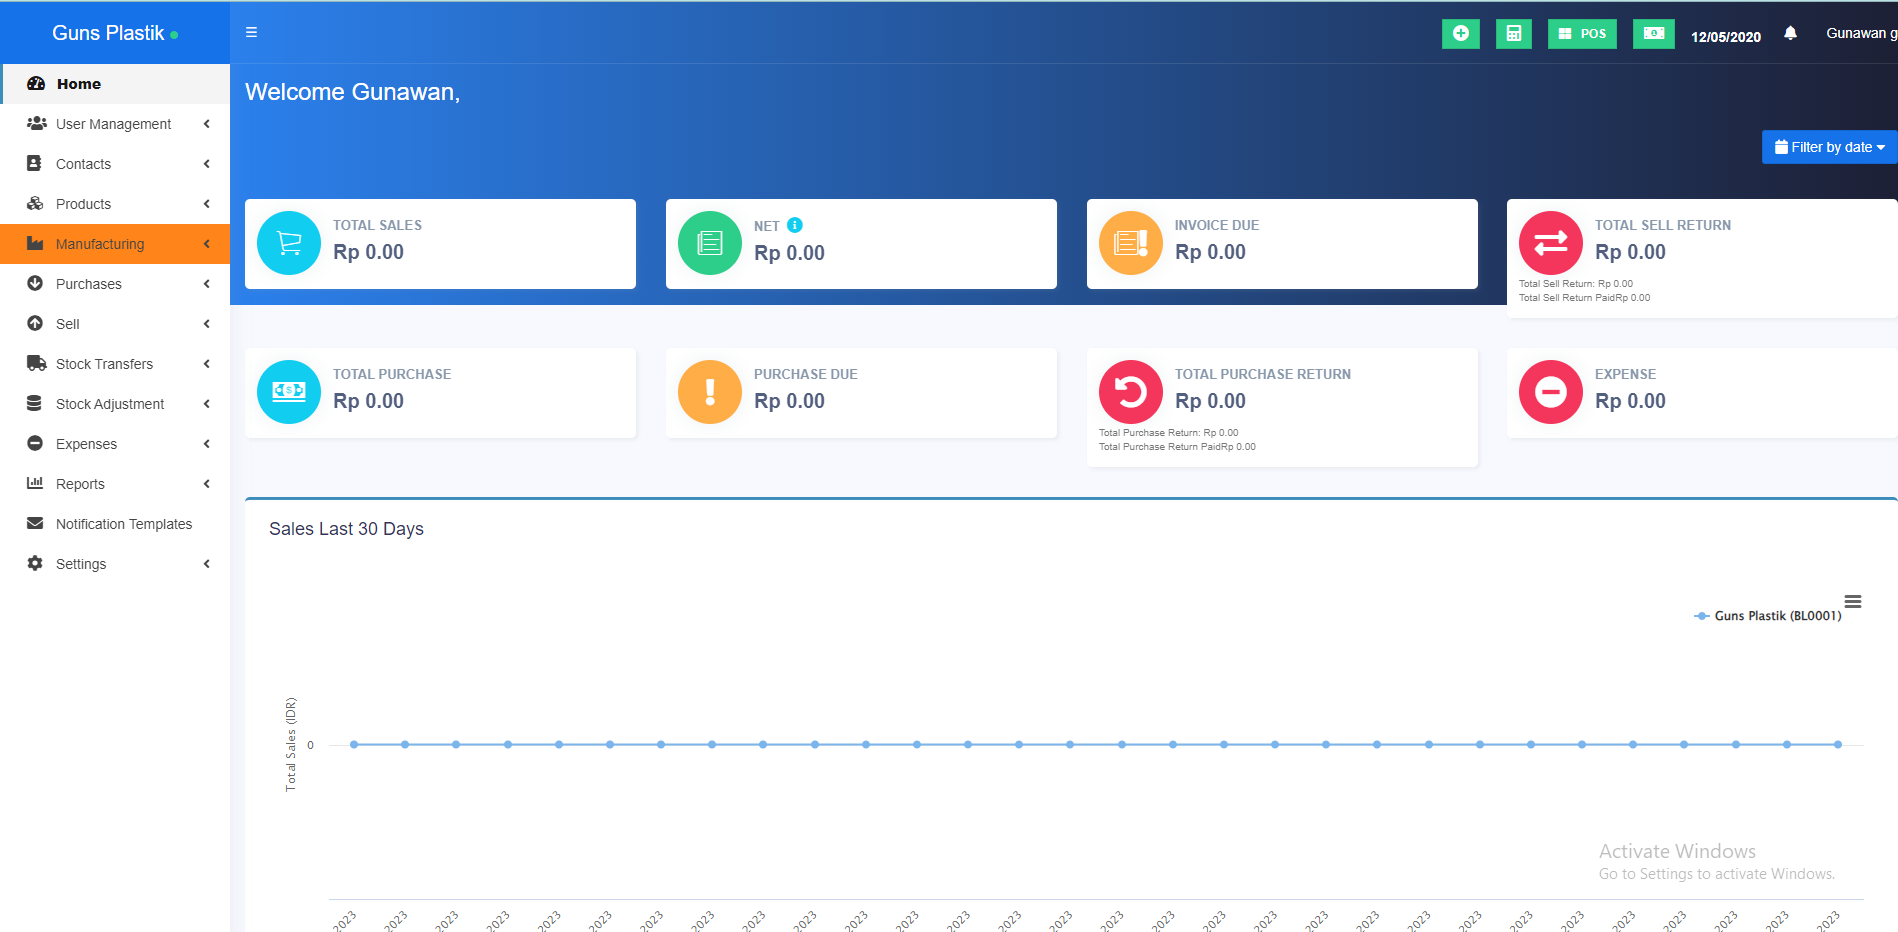 Guns Plastik
POS
12/05/2020
Gunawan g
Home
User Management
Contacts
Products
Manufacturing
Purchases
Sell
Stock Transfers
Stock Adjustment
Expenses
Reports
Notification Templates
Settings
Welcome Gunawan,
Filter by date
TOTAL SALES
Rp 0.00
NET
Rp 0.00
INVOICE DUE
Rp 0.00
TOTAL SELL RETURN
Rp 0.00
Total Sell Return: Rp 0.00
Total Sell Return PaidRp 0.00
TOTAL PURCHASE
Rp 0.00
PURCHASE DUE
Rp 0.00
TOTAL PURCHASE RETURN
Rp 0.00
Total Purchase Return: Rp 0.00
Total Purchase Return PaidRp 0.00
EXPENSE
Rp 0.00
Sales Last 30 Days
Guns Plastik (BL0001)
Total Sales (IDR)
0
Activate Windows
Go to Settings to activate Windows.
2023 2023 2023 2023 2023 2023 2023 2023 2023 2023 2023 2023 2023 2023 2023 2023 2023 2023 2023 2023 2023 2023 2023 2023 2023 2023 2023 2023 2023 2023